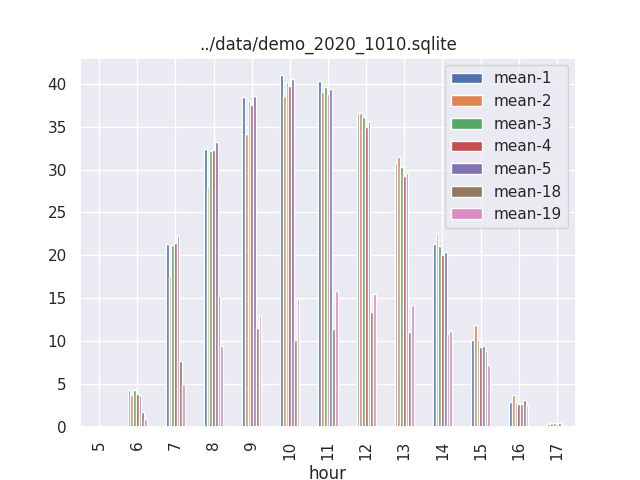 ../data/demo_2020_1010.sqlite
mean-1
mean-2
mean-3
mean-4
mean-5
mean-18
mean-19
40
35
30
25
20
15
10
5
0
5 6 7 8 9 10 11 12 13 14 15 16 17
hour